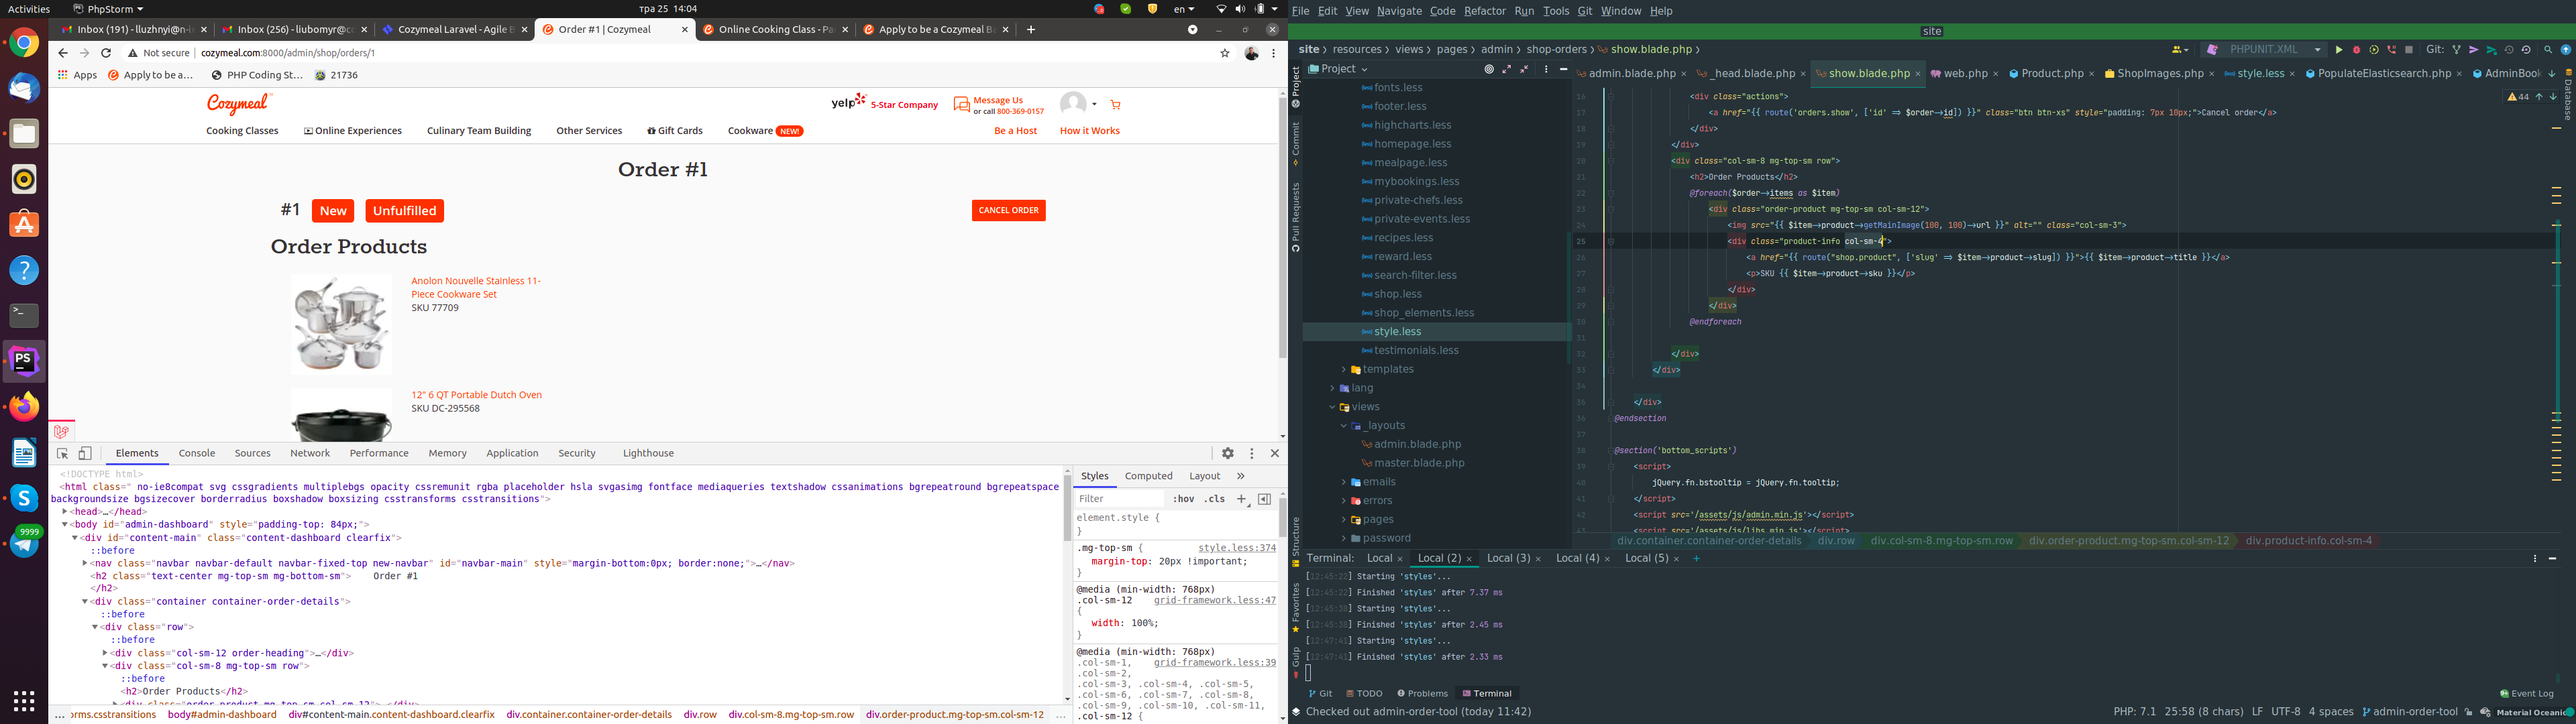 Activities
PhpStorm
тра 25 14:04
en
Inbox (191) - lluzhnyi@n-i
Inbox (256) - liubomyr@co
Cozymeal Laravel - Agile B
Order #1 | Cozymeal
Online Cooking Class - Pa
Apply to be a Cozymeal B
Not secure | cozymeal.com:8000/admin/shop/orders/1
Apps
Apply to be a…
PHP Coding St…
21736
Cozymeal
yelp 5-Star Company
Message Us
or call 800-369-0157
Cooking Classes
Online Experiences
Culinary Team Building
Other Services
Gift Cards
Cookware NEW!
Be a Host
How it Works
Order #1
#1 New Unfulfilled
CANCEL ORDER
Order Products
Anolon Nouvelle Stainless 11-
Piece Cookware Set
SKU 77709
12" 6 QT Portable Dutch Oven
SKU DC-295568
Elements Console Sources Network Performance Memory Application Security Lighthouse
<!DOCTYPE html>
<html class=" no-ie8compat svg cssgradients multiplebgs opacity cssremunit rgba placeholder hsla svgasimg fontface mediaqueries textshadow cssanimations bgrepeatround bgrepeatspace
backgroundsize bgsizecover borderradius boxshadow boxsizing csstransforms csstransitions">
<head>…</head>
<body id="admin-dashboard" style="padding-top: 84px;">
<div id="content-main" class="content-dashboard clearfix">
::before
<nav class="navbar navbar-default navbar-fixed-top new-navbar" id="navbar-main" style="margin-bottom:0px; border:none;">…</nav>
<h2 class="text-center mg-top-sm mg-bottom-sm"> Order #1
</h2>
<div class="container container-order-details">
::before
<div class="row">
::before
<div class="col-sm-12 order-heading">…</div>
<div class="col-sm-8 mg-top-sm row">
::before
<h2>Order Products</h2>
<div class="order-product mg-top-sm col-sm-12">…</div>
… orms.csstransitions body#admin-dashboard div#content-main.content-dashboard.clearfix div.container.container-order-details div.row div.col-sm-8.mg-top-sm.row div.order-product.mg-top-sm.col-sm-12 …
Styles Computed Layout
Filter :hov .cls
element.style {
}
.mg-top-sm { style.less:374
margin-top: 20px !important;
}
@media (min-width: 768px)
.col-sm-12 grid-framework.less:47
{
width: 100%;
}
@media (min-width: 768px)
.col-sm-1, grid-framework.less:39
.col-sm-2,
.col-sm-3, .col-sm-4, .col-sm-5,
.col-sm-6, .col-sm-7, .col-sm-8,
.col-sm-9, .col-sm-10, .col-sm-11,
.col-sm-12 {
9999
File Edit View Navigate Code Refactor Run Tools Git Window Help
site
site › resources › views › pages › admin › shop-orders › show.blade.php
PHPUNIT.XML
Git:
Project
admin.blade.php
_head.blade.php
show.blade.php
web.php
Product.php
ShopImages.php
style.less
PopulateElasticsearch.php
AdminBook
Project
Commit
Pull Requests
Structure
Favorites
Gulp
Database
fonts.less
footer.less
highcharts.less
homepage.less
mealpage.less
mybookings.less
private-chefs.less
private-events.less
recipes.less
reward.less
search-filter.less
shop.less
shop_elements.less
style.less
testimonials.less
templates
lang
views
_layouts
admin.blade.php
master.blade.php
emails
errors
pages
password
44
16 <div class="actions">
17 <a href="{{ route('orders.show', ['id' => $order->id]) }}" class="btn btn-xs" style="padding: 7px 10px;">Cancel order</a>
18 </div>
19 </div>
20 <div class="col-sm-8 mg-top-sm row">
21 <h2>Order Products</h2>
22 @foreach($order->items as $item)
23 <div class="order-product mg-top-sm col-sm-12">
24 <img src="{{ $item->product->getMainImage(100, 100)->url }}" alt="" class="col-sm-3">
25 <div class="product-info col-sm-4">
26 <a href="{{ route("shop.product", ['slug' => $item->product->slug]) }}">{{ $item->product->title }}</a>
27 <p>SKU {{ $item->product->sku }}</p>
28 </div>
29 </div>
30 @endforeach
31
32 </div>
33 </div>
34
35 </div>
36 @endsection
37
38 @section('bottom_scripts')
39 <script>
40 jQuery.fn.bstooltip = jQuery.fn.tooltip;
41 </script>
42 <script src='/assets/js/admin.min.js'></script>
43 <script src='/assets/js/libs.min.js'></script>
div.container.container-order-details div.row div.col-sm-8.mg-top-sm.row div.order-product.mg-top-sm.col-sm-12 div.product-info.col-sm-4
Terminal: Local Local (2) Local (3) Local (4) Local (5)
[12:45:22] Starting 'styles'...
[12:45:22] Finished 'styles' after 7.37 ms
[12:45:38] Starting 'styles'...
[12:45:38] Finished 'styles' after 2.45 ms
[12:47:41] Starting 'styles'...
[12:47:41] Finished 'styles' after 2.33 ms
Git TODO Problems Terminal
Event Log
Checked out admin-order-tool (today 11:42)
PHP: 7.1 25:58 (8 chars) LF UTF-8 4 spaces admin-order-tool Material Oceanic